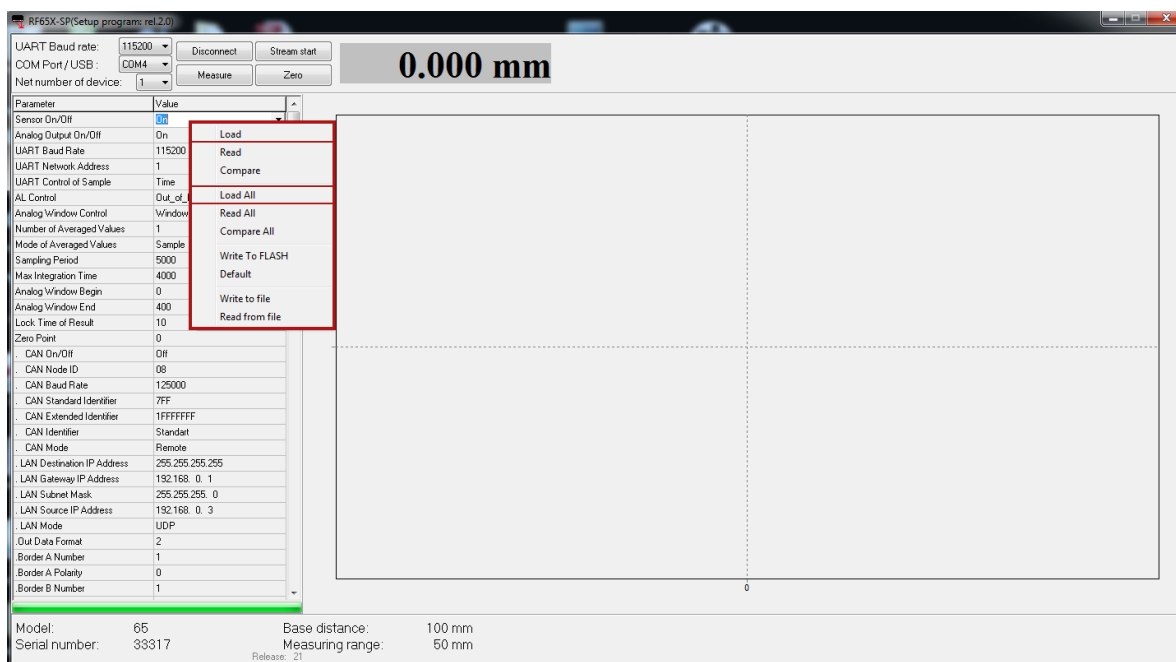 RF65X-SP(Setup program: rel.2.0)
UART Baud rate: 115200 Disconnect Stream start
COM Port / USB : COM4
Net number of device: 1 Measure Zero
0.000 mm
Parameter Value
Sensor On/Off On
Analog Output On/Off On
UART Baud Rate 115200
UART Network Address 1
UART Control of Sample Time
AL Control Out_of_
Analog Window Control Window
Number of Averaged Values 1
Mode of Averaged Values Sample
Sampling Period 5000
Max Integration Time 4000
Analog Window Begin 0
Analog Window End 400
Lock Time of Result 10
Zero Point 0
. CAN On/Off Off
. CAN Node ID 08
. CAN Baud Rate 125000
. CAN Standard Identifier 7FF
. CAN Extended Identifier 1FFFFFFF
. CAN Identifier Standart
. CAN Mode Remote
. LAN Destination IP Address 255.255.255.255
. LAN Gateway IP Address 192.168. 0. 1
. LAN Subnet Mask 255.255.255. 0
. LAN Source IP Address 192.168. 0. 3
. LAN Mode UDP
.Out Data Format 2
.Border A Number 1
.Border A Polarity 0
.Border B Number 1
Load
Read
Compare
Load All
Read All
Compare All
Write To FLASH
Default
Write to file
Read from file
0
Model: 65 Base distance: 100 mm
Serial number: 33317 Measuring range: 50 mm
Release: 21